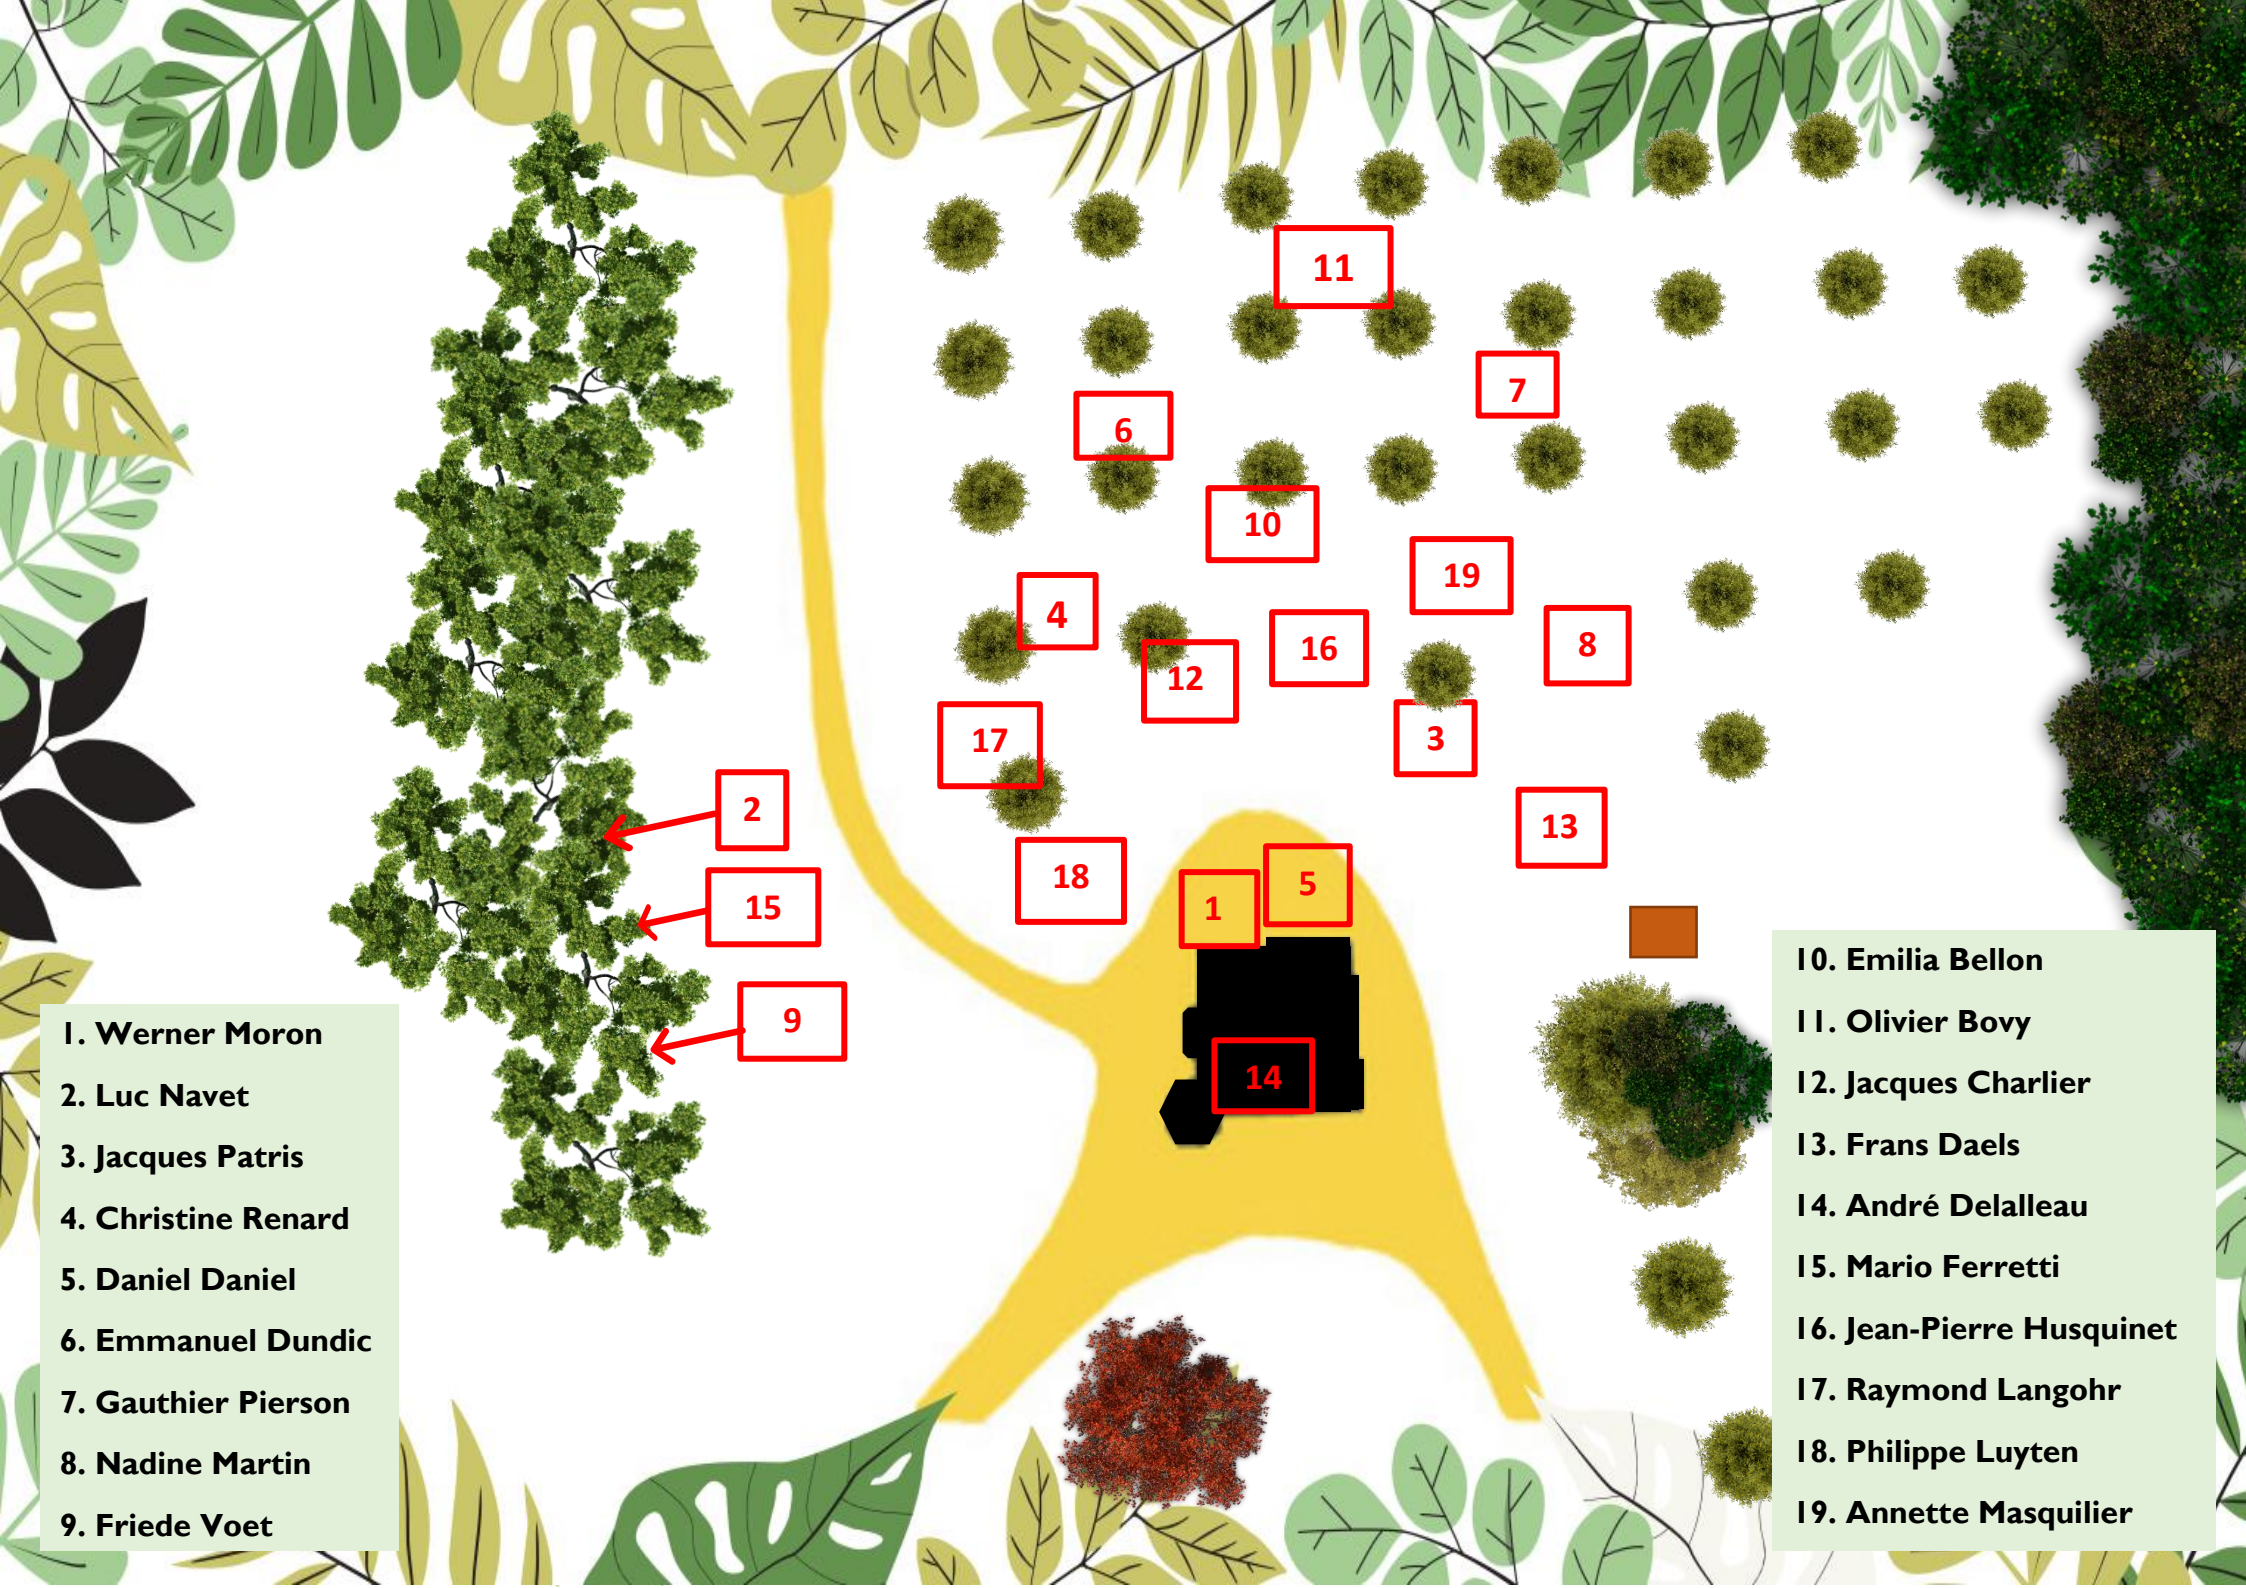 11
7
6
10
19
4
16
8
12
17
3
2
13
18
5
15
1
9
14
1. Werner Moron
2. Luc Navet
3. Jacques Patris
4. Christine Renard
5. Daniel Daniel
6. Emmanuel Dundic
7. Gauthier Pierson
8. Nadine Martin
9. Friede Voet
10. Emilia Bellon
11. Olivier Bovy
12. Jacques Charlier
13. Frans Daels
14. André Delalleau
15. Mario Ferretti
16. Jean-Pierre Husquinet
17. Raymond Langohr
18. Philippe Luyten
19. Annette Masquilier